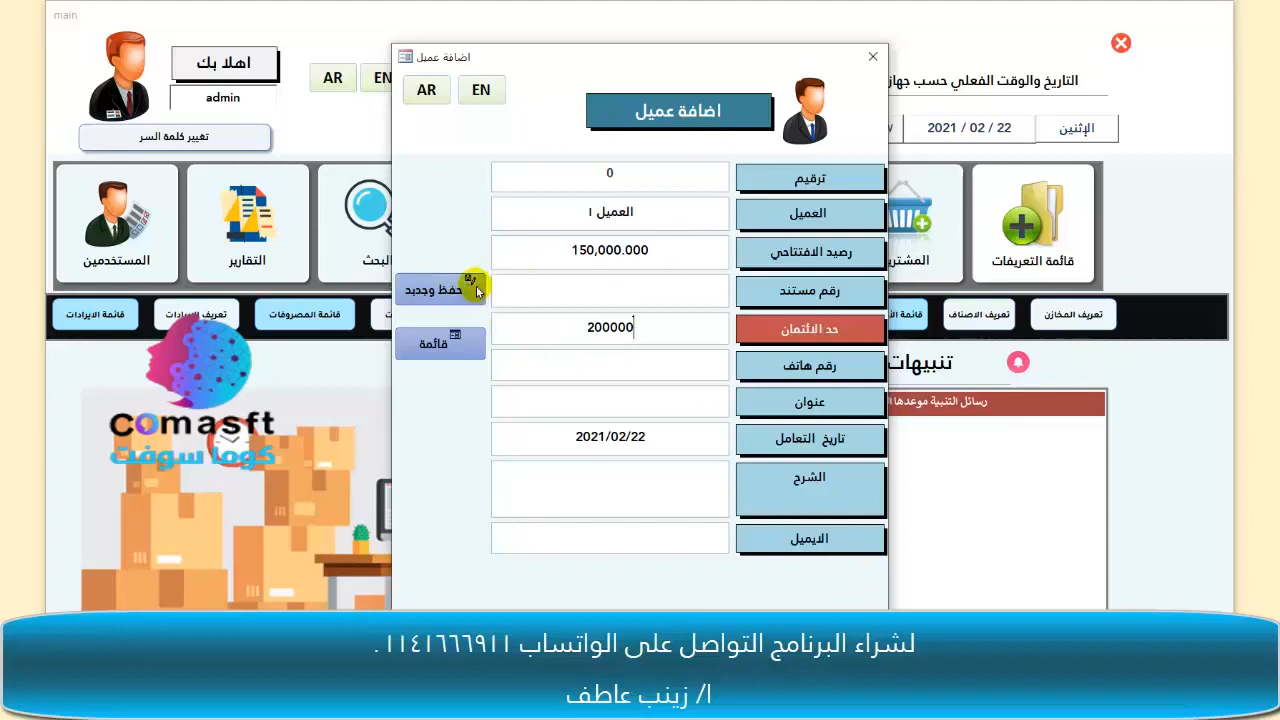 main
اهلا بك
admin
تغيير كلمة السر
AR
EN
التاريخ والوقت الفعلي حسب جهاز
الإثنين
2021 / 02 / 22
المستخدمين
التقارير
البحث
قائمة التعريفات
قائمة الايرادات
تعريف الايرادات
قائمة المصروفات
تعريف الاصناف
تعريف المخازن
تنبيهات
رسائل التنبية موعدها ا
comasft
كوما سوفت
اضافة عميل
AR
EN
اضافة عميل
ترقيم
0
العميل
العميل ١
رصيد الافتتاحي
150,000.000
رقم مستند
حد الائتمان
200000
رقم هاتف
عنوان
تاريخ التعامل
2021/02/22
الشرح
الايميل
حفظ وجديد
قائمة
لشراء البرنامج التواصل على الواتساب ١١٤١٦٦٦٩١١ .
ا/ زينب عاطف